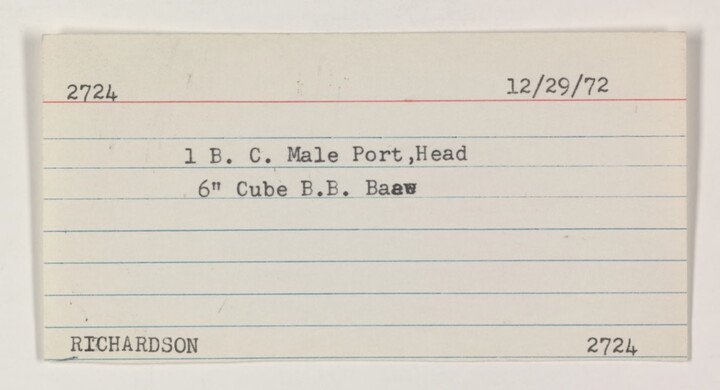 2724 12/29/72
1 B. C. Male Port,Head
6" Cube B.B.
RICHARDSON 2724